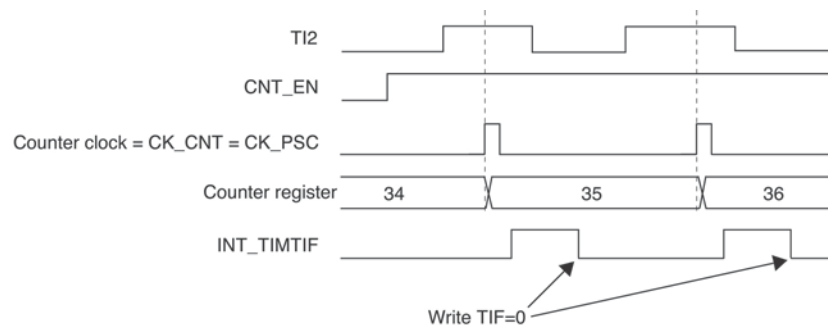 TI2
CNT_EN
Counter clock = CK_CNT = CK_PSC
Counter register 34 35 36
INT_TIMTIF
Write TIF=0